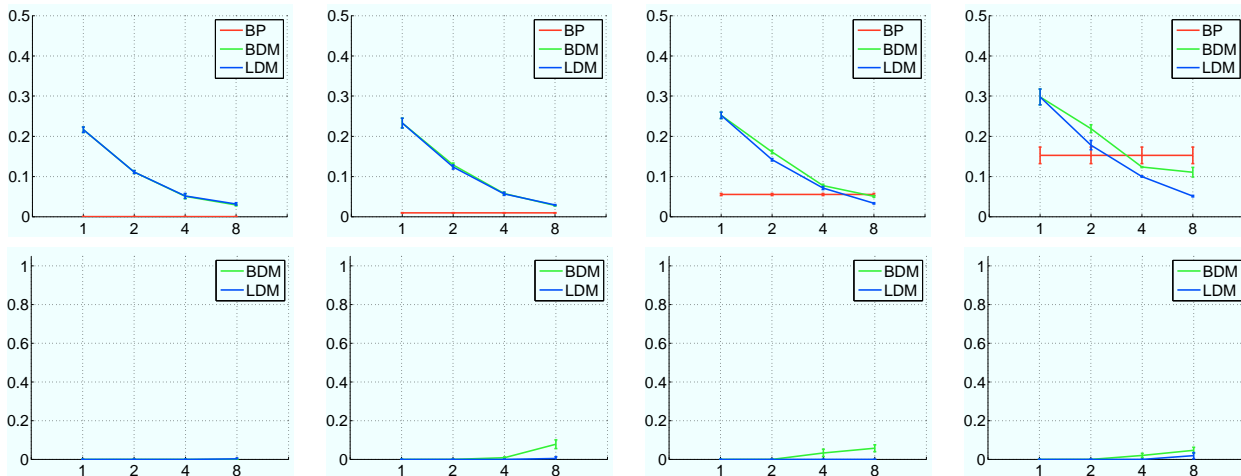 0.5 0.5 0.5 0.5
BP BP BP BP
0.4 BDM 0.4 BDM 0.4 BDM 0.4 BDM
LDM LDM LDM LDM
0.3 0.3 0.3 0.3
0.2 0.2 0.2 0.2
0.1 0.1 0.1 0.1
0 0 0 0
1 2 4 8 1 2 4 8 1 2 4 8 1 2 4 8
1 BDM 1 BDM 1 BDM 1 BDM
LDM LDM LDM LDM
0.8 0.8 0.8 0.8
0.6 0.6 0.6 0.6
0.4 0.4 0.4 0.4
0.2 0.2 0.2 0.2
0 0 0 0
1 2 4 8 1 2 4 8 1 2 4 8 1 2 4 8